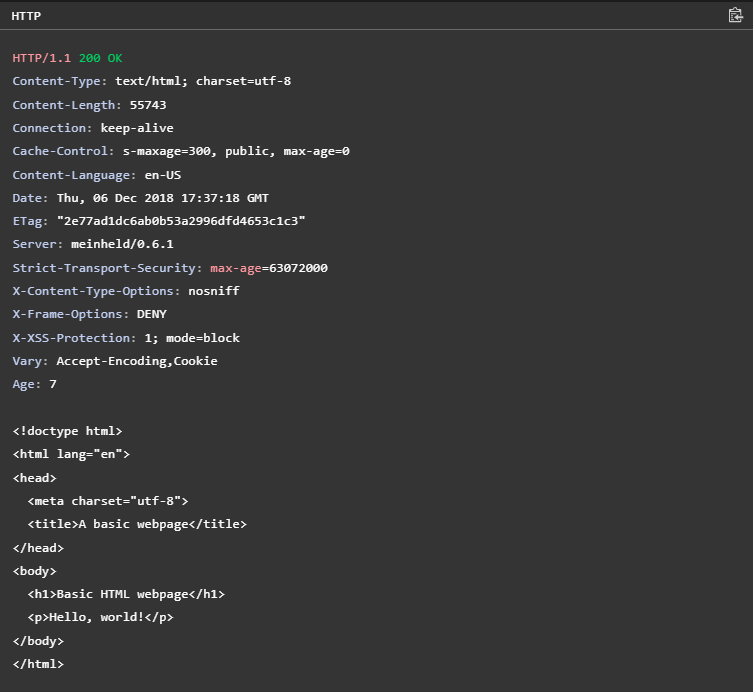 HTTP
HTTP/1.1 200 OK
Content-Type: text/html; charset=utf-8
Content-Length: 55743
Connection: keep-alive
Cache-Control: s-maxage=300, public, max-age=0
Content-Language: en-US
Date: Thu, 06 Dec 2018 17:37:18 GMT
ETag: "2e77ad1dc6ab0b53a2996dfd4653c1c3"
Server: meinheld/0.6.1
Strict-Transport-Security: max-age=63072000
X-Content-Type-Options: nosniff
X-Frame-Options: DENY
X-XSS-Protection: 1; mode=block
Vary: Accept-Encoding,Cookie
Age: 7

<!doctype html>
<html lang="en">
<head>
  <meta charset="utf-8">
  <title>A basic webpage</title>
</head>
<body>
  <h1>Basic HTML webpage</h1>
  <p>Hello, world!</p>
</body>
</html>